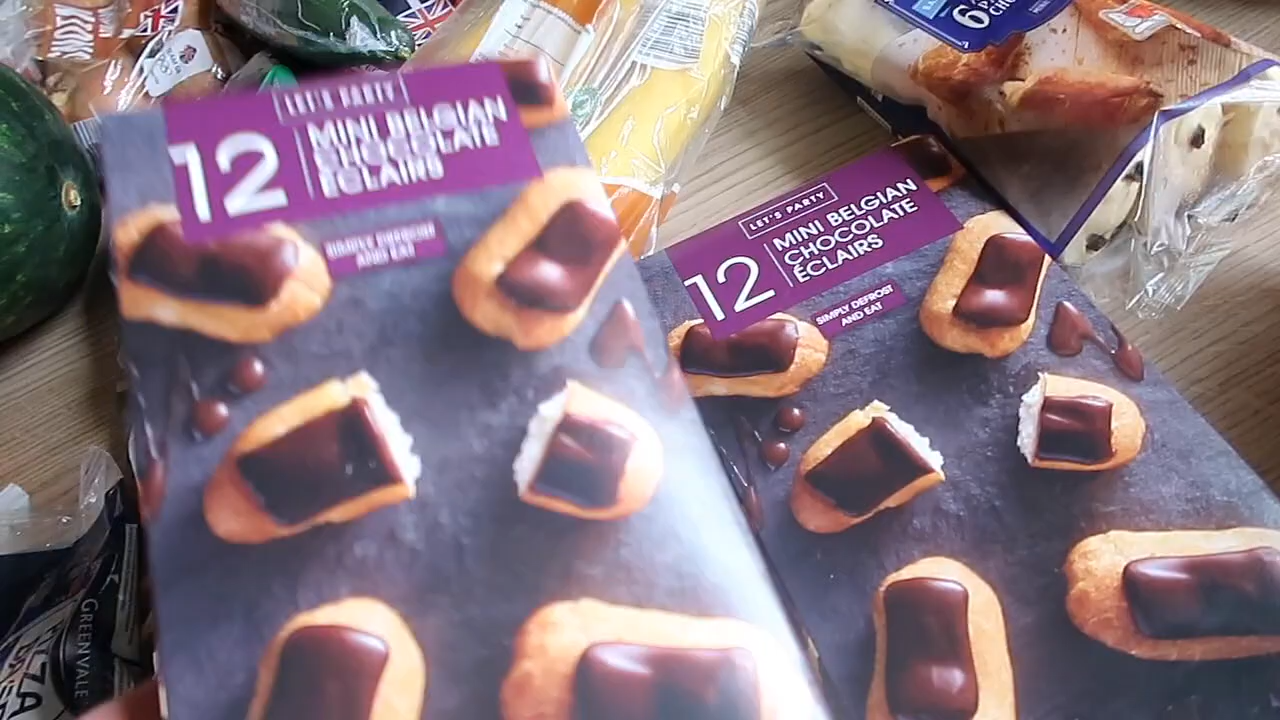 LET'S PARTY
12
MINI BELGIAN
CHOCOLATE
ÉCLAIRS
SIMPLY DEFROST
AND EAT
LET'S PARTY
12
MINI BELGIAN
CHOCOLATE
ÉCLAIRS
SIMPLY DEFROST
AND EAT
6
GREENVALE